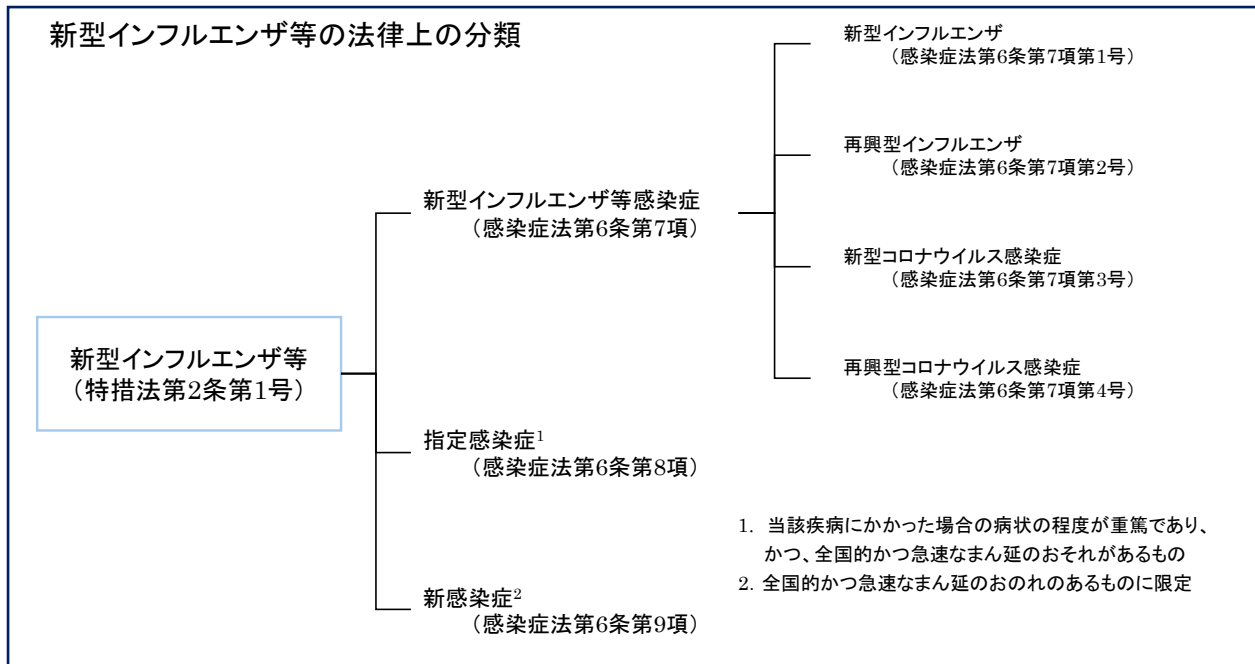 新型インフルエンザ等の法律上の分類
新型インフルエンザ等
（特措法第2条第1号）
新型インフルエンザ等感染症
（感染症法第6条第7項）
新型インフルエンザ
（感染症法第6条第7項第1号）
再興型インフルエンザ
（感染症法第6条第7項第2号）
新型コロナウイルス感染症
（感染症法第6条第7項第3号）
再興型コロナウイルス感染症
（感染症法第6条第7項第4号）
指定感染症1
（感染症法第6条第8項）
新感染症2
（感染症法第6条第9項）
1. 当該疾病にかかった場合の病状の程度が重篤であり、
かつ、全国的かつ急速なまん延のおそれがあるもの
2. 全国的かつ急速なまん延のおのれのあるものに限定